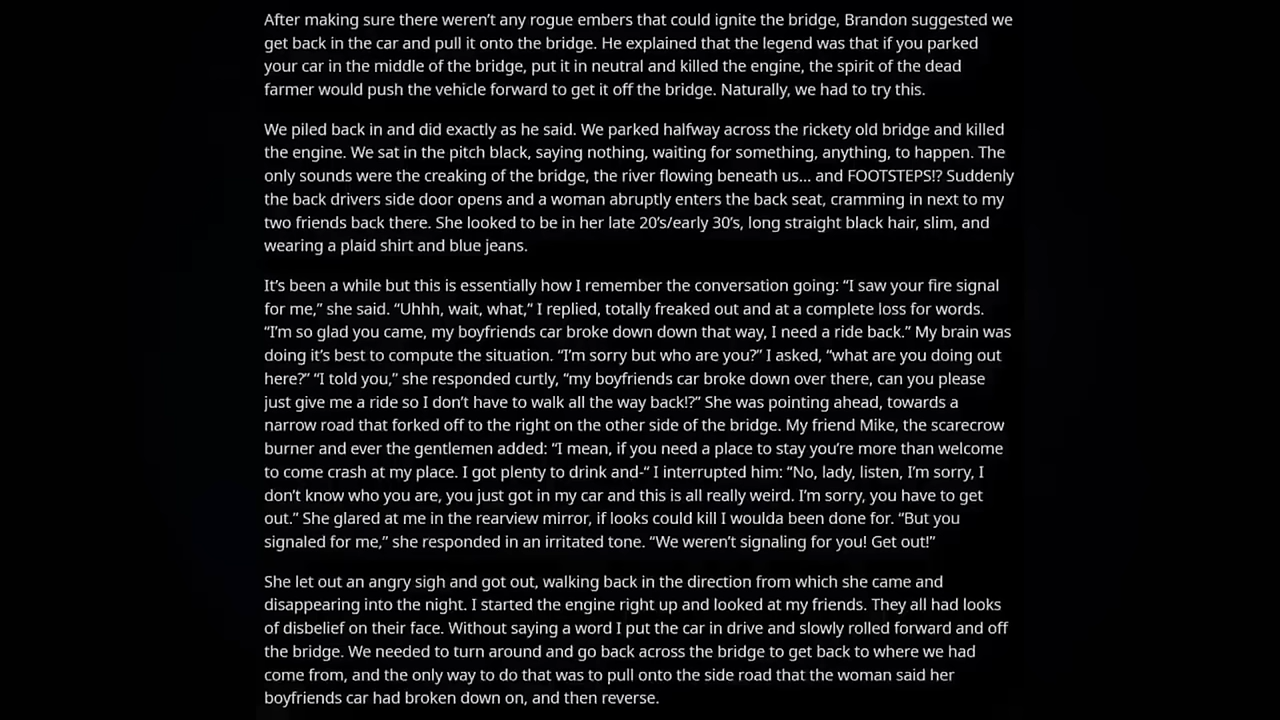 After making sure there weren’t any rogue embers that could ignite the bridge, Brandon suggested we
get back in the car and pull it onto the bridge. He explained that the legend was that if you parked
your car in the middle of the bridge, put it in neutral and killed the engine, the spirit of the dead
farmer would push the vehicle forward to get it off the bridge. Naturally, we had to try this.
We piled back in and did exactly as he said. We parked halfway across the rickety old bridge and killed
the engine. We sat in the pitch black, saying nothing, waiting for something, anything, to happen. The
only sounds were the creaking of the bridge, the river flowing beneath us... and FOOTSTEPS!? Suddenly
the back drivers side door opens and a woman abruptly enters the back seat, cramming in next to my
two friends back there. She looked to be in her late 20’s/early 30’s, long straight black hair, slim, and
wearing a plaid shirt and blue jeans.
It’s been a while but this is essentially how I remember the conversation going: “I saw your fire signal
for me,” she said. “Uhhh, wait, what,” I replied, totally freaked out and at a complete loss for words.
“I’m so glad you came, my boyfriends car broke down down that way, I need a ride back.” My brain was
doing it’s best to compute the situation. “I’m sorry but who are you?” I asked, “what are you doing out
here?” “I told you,” she responded curtly, “my boyfriends car broke down over there, can you please
just give me a ride so I don’t have to walk all the way back!?” She was pointing ahead, towards a
narrow road that forked off to the right on the other side of the bridge. My friend Mike, the scarecrow
burner and ever the gentlemen added: “I mean, if you need a place to stay you’re more than welcome
to come crash at my place. I got plenty to drink and-“ I interrupted him: “No, lady, listen, I’m sorry, I
don’t know who you are, you just got in my car and this is all really weird. I’m sorry, you have to get
out.” She glared at me in the rearview mirror, if looks could kill I woulda been done for. “But you
signaled for me,” she responded in an irritated tone. “We weren’t signaling for you! Get out!”
She let out an angry sigh and got out, walking back in the direction from which she came and
disappearing into the night. I started the engine right up and looked at my friends. They all had looks
of disbelief on their face. Without saying a word I put the car in drive and slowly rolled forward and off
the bridge. We needed to turn around and go back across the bridge to get back to where we had
come from, and the only way to do that was to pull onto the side road that the woman said her
boyfriends car had broken down on, and then reverse.